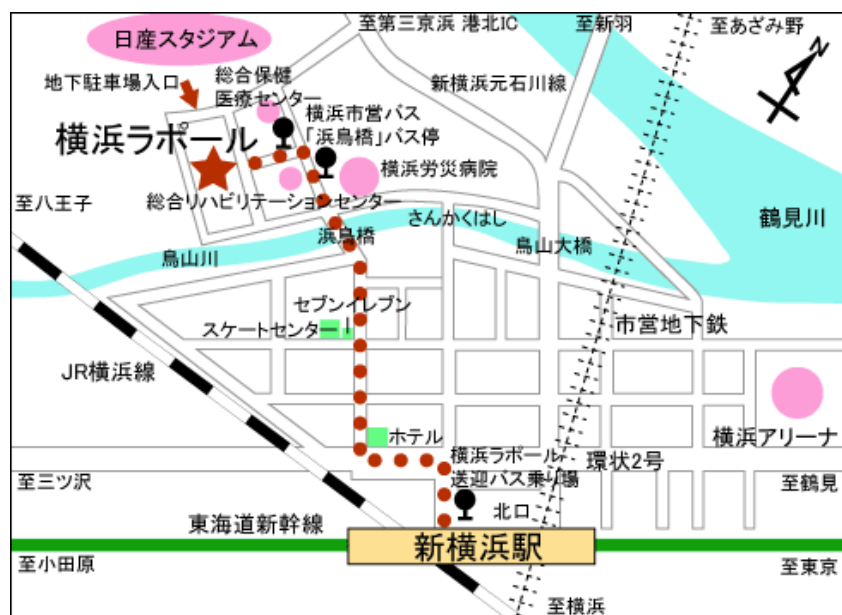 日産スタジアム
至第三京浜 港北IC
至新羽
至あざみ野
N
地下駐車場入口
総合保健
医療センター
新横浜元石川線
横浜市営バス
「浜鳥橋」バス停
横浜ラポール
横浜労災病院
至八王子
総合リハビリテーションセンター
さんかくはし
鶴見川
浜鳥橋
鳥山川
鳥山大橋
セブンイレブン
スケートセンター
市営地下鉄
JR横浜線
ホテル
横浜アリーナ
横浜ラポール
送迎バス乗り場
環状2号
至三ツ沢
至鶴見
北口
東海道新幹線
新横浜駅
至小田原
至東京
至横浜